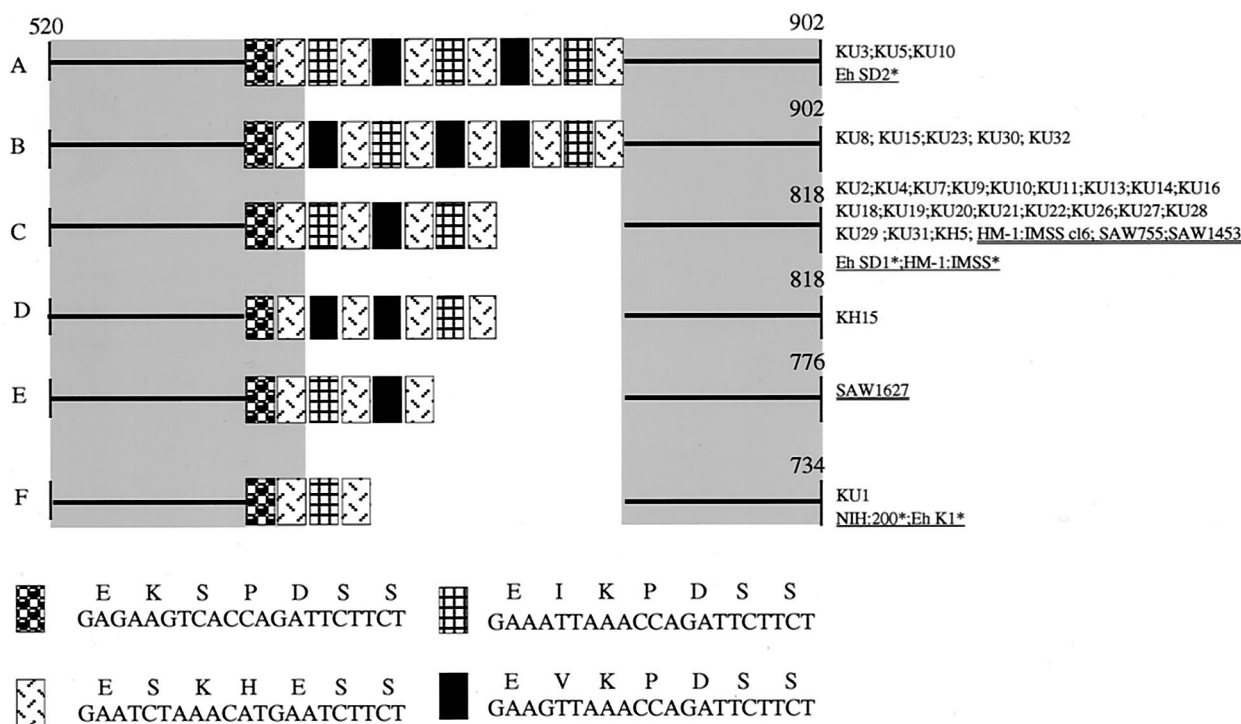 520
902
A
KU3;KU5;KU10
Eh SD2*
902
B
KU8; KU15;KU23; KU30; KU32
C
818
KU2;KU4;KU7;KU9;KU10;KU11;KU13;KU14;KU16
KU18;KU19;KU20;KU21;KU22;KU26;KU27;KU28
KU29 ;KU31;KH5; HM-1:IMSS cl6; SAW755;SAW1453
Eh SD1*;HM-1:IMSS*
818
D
KH15
776
E
SAW1627
734
F
KU1
NIH:200*;Eh K1*
E K S P D S S
GAGAAGTCACCAGATTCTTCT
E I K P D S S
GAAATTAAACCAGATTCTTCT
E S K H E S S
GAATCTAAACATGAATCTTCT
E V K P D S S
GAAGTTAAACCAGATTCTTCT